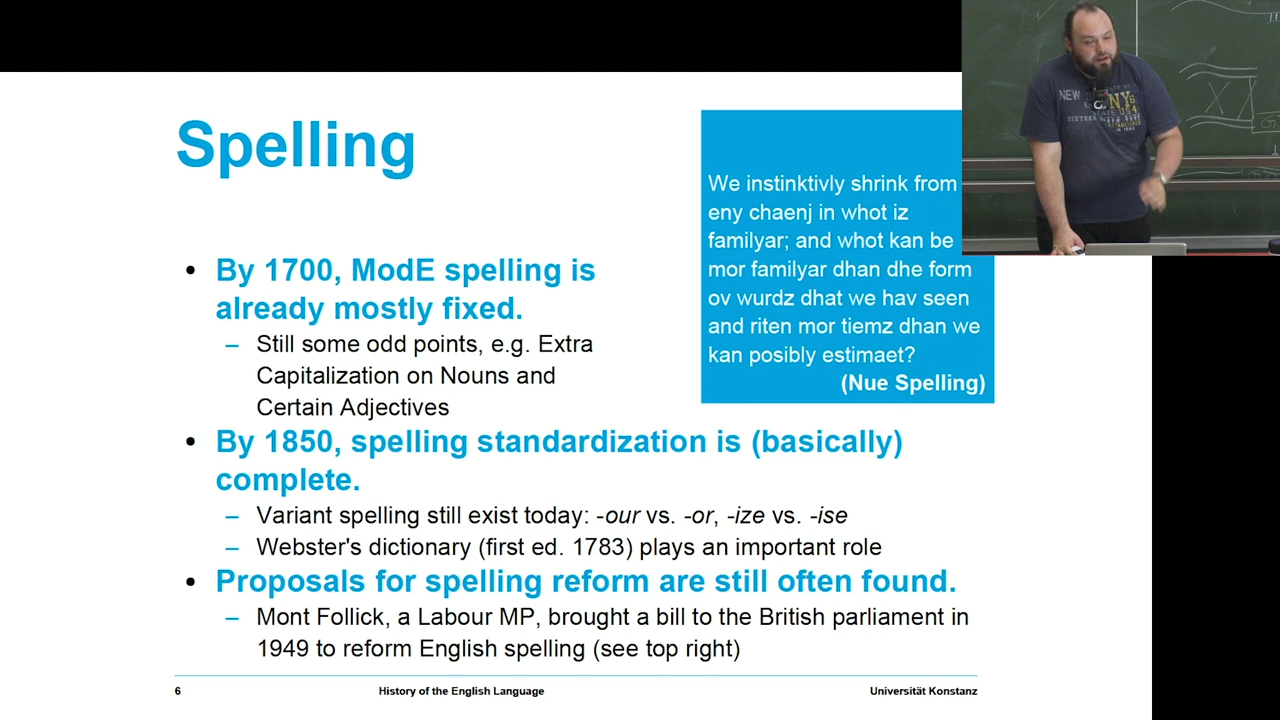 Spelling
We instinktivly shrink from
eny chaenj in whot iz
familyar; and whot kan be
mor familyar dhan dhe form
ov wurdz dhat we hav seen
and riten mor tiemz dhan we
kan posibly estimaet?
(Nue Spelling)
• By 1700, ModE spelling is
already mostly fixed.
– Still some odd points, e.g. Extra
Capitalization on Nouns and
Certain Adjectives
• By 1850, spelling standardization is (basically)
complete.
– Variant spelling still exist today: -our vs. -or, -ize vs. -ise
– Webster's dictionary (first ed. 1783) plays an important role
• Proposals for spelling reform are still often found.
– Mont Follick, a Labour MP, brought a bill to the British parliament in
1949 to reform English spelling (see top right)
6 History of the English Language Universität Konstanz
NEW
NY
STATE USA